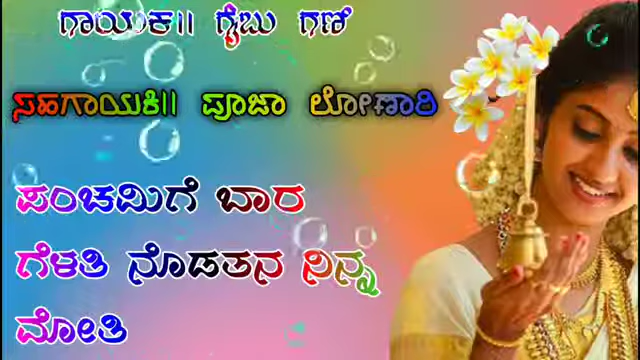 ಗಾಯಕ॥ ಗೈಬು ಗಣಿ
ಸಹಗಾಯಕಿ॥ ಪೂಜಾ ಲೋಣಾರಿ
ಪಂಚಮಿಗೆ ಬಾರ
ಗೆಳತಿ ನೊಡತನ ನಿನ್ನ
ಮೋತಿ